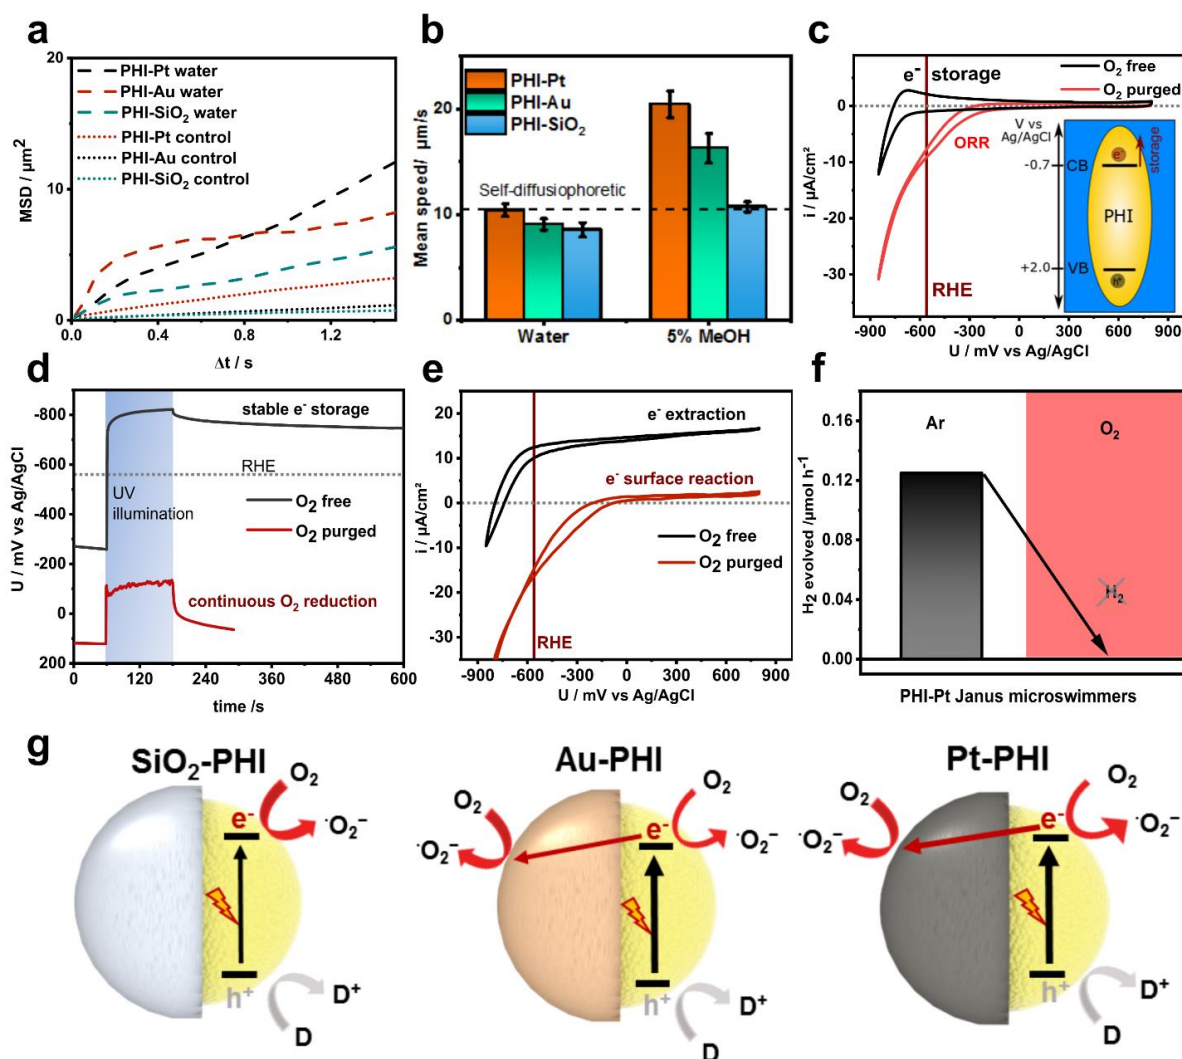 a
20
10
0
MSD / µm²
PHI-Pt water
PHI-Au water
PHI-SiO₂ water
PHI-Pt control
PHI-Au control
PHI-SiO₂ control
0.0
0.4
0.8
1.2
Δt / s
b
20
10
0
Mean speed/ µm/s
PHI-Pt
PHI-Au
PHI-SiO₂
Self-diffusiophoretic
Water
5% MeOH
c
0
-10
-20
-30
i / µA/cm²
e⁻ storage
O₂ free
O₂ purged
ORR
RHE
V vs
Ag/AgCl
-0.7
CB
e⁻
storage
PHI
+2.0
VB
h⁺
-900
-600
-300
0
300
600
900
U / mV vs Ag/AgCl
d
-800
-600
-400
-200
0
200
U / mV vs Ag/AgCl
stable e⁻ storage
RHE
UV
illumination
O₂ free
O₂ purged
continuous O₂ reduction
0
120
240
360
480
600
time /s
e
20
10
0
-10
-20
-30
i / µA/cm²
e⁻ extraction
e⁻ surface reaction
O₂ free
O₂ purged
RHE
-900
-600
-300
0
300
600
900
U / mV vs Ag/AgCl
f
0.16
0.12
0.08
0.04
0.00
H₂ evolved /µmol h⁻¹
Ar
O₂
H₂
PHI-Pt Janus microswimmers
g
SiO₂-PHI
O₂
e⁻
·O₂⁻
h⁺
D⁺
D
Au-PHI
O₂
O₂
·O₂⁻
e⁻
·O₂⁻
h⁺
D⁺
D
Pt-PHI
O₂
O₂
·O₂⁻
e⁻
·O₂⁻
h⁺
D⁺
D